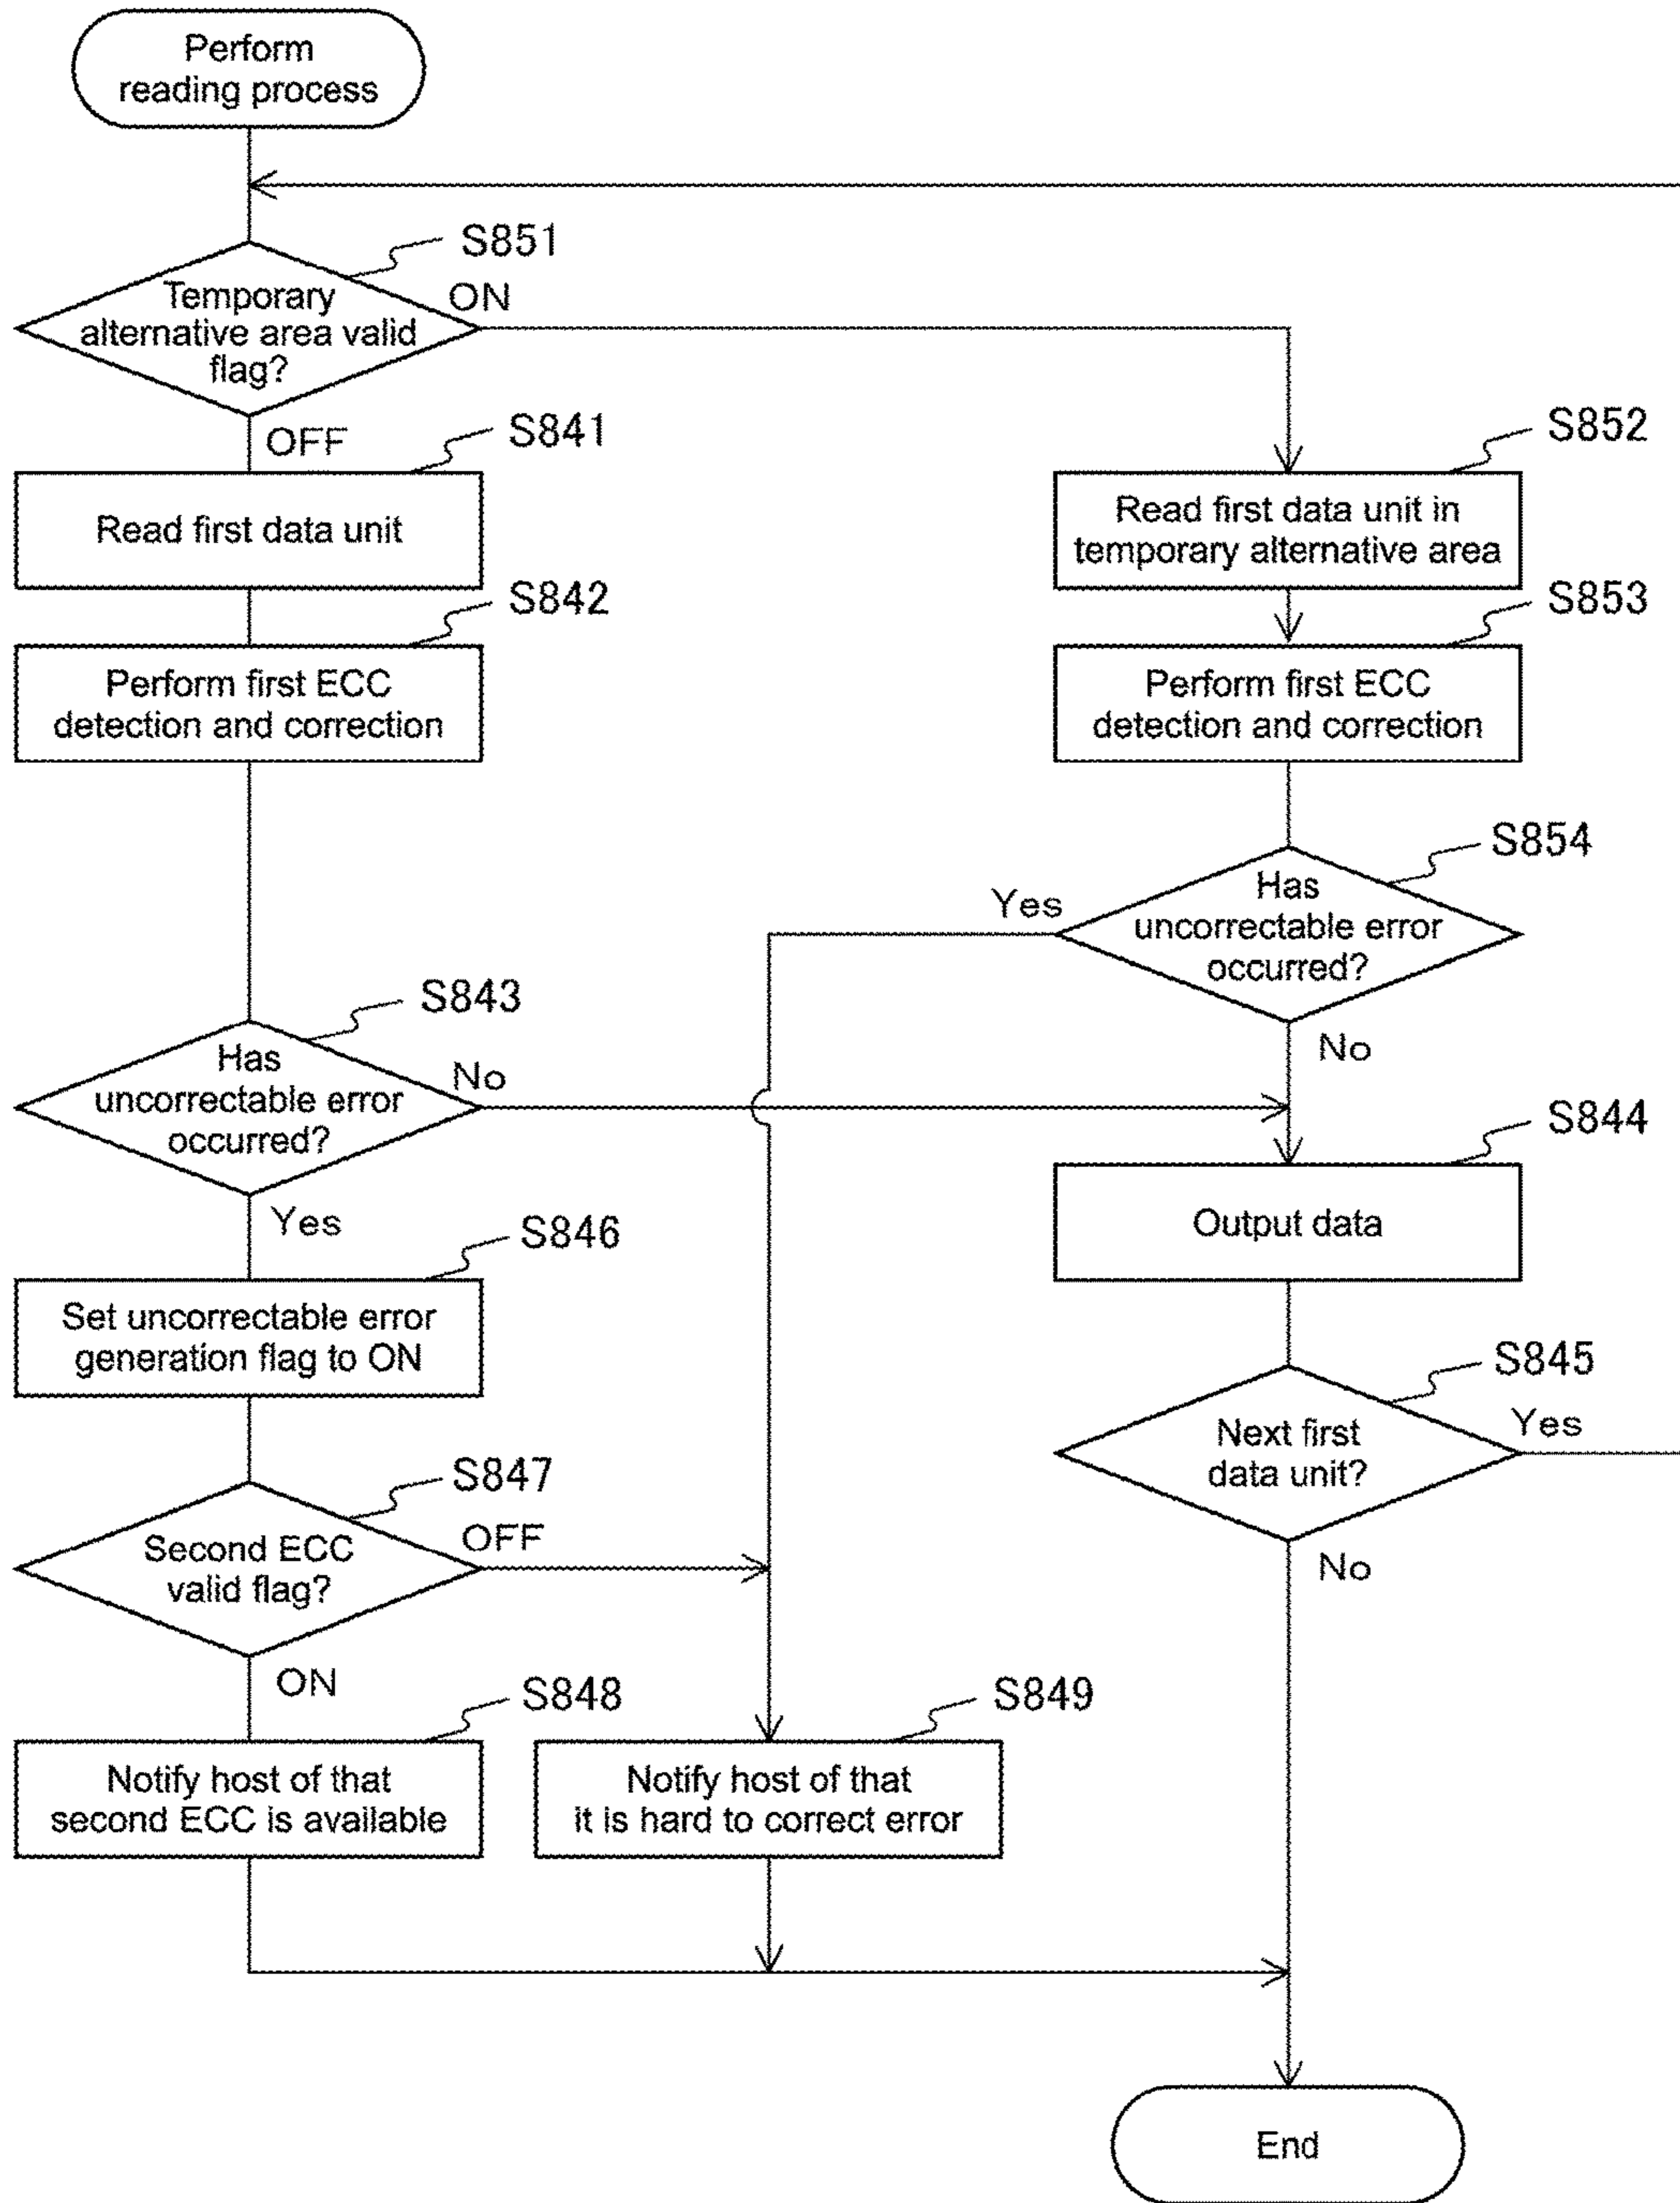 Perform
reading process
S851
Temporary
alternative area valid
flag?
ON
OFF
S841
Read first data unit
S842
Perform first ECC
detection and correction
S852
Read first data unit in
temporary alternative area
S853
Perform first ECC
detection and correction
S854
Has
uncorrectable error
occurred?
Yes
No
S843
Has
uncorrectable error
occurred?
No
Yes
S844
Output data
S846
Set uncorrectable error
generation flag to ON
S845
Next first
data unit?
Yes
No
S847
Second ECC
valid flag?
OFF
ON
S848
Notify host of that
second ECC is available
S849
Notify host of that
it is hard to correct error
End